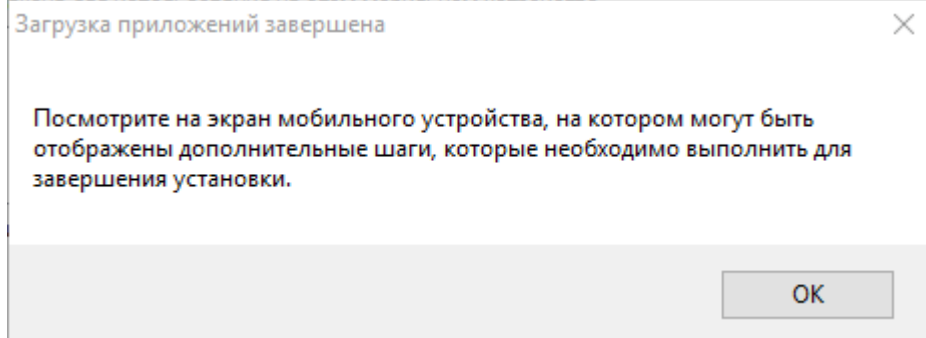 Загрузка приложений завершена
Посмотрите на экран мобильного устройства, на котором могут быть
отображены дополнительные шаги, которые необходимо выполнить для
завершения установки.
OK